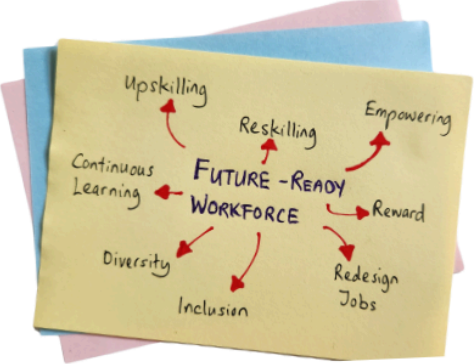 Upskilling
Reskilling
Empowering
Continuous
Learning
FUTURE-READY
WORKFORCE
Reward
Diversity
Inclusion
Redesign
Jobs